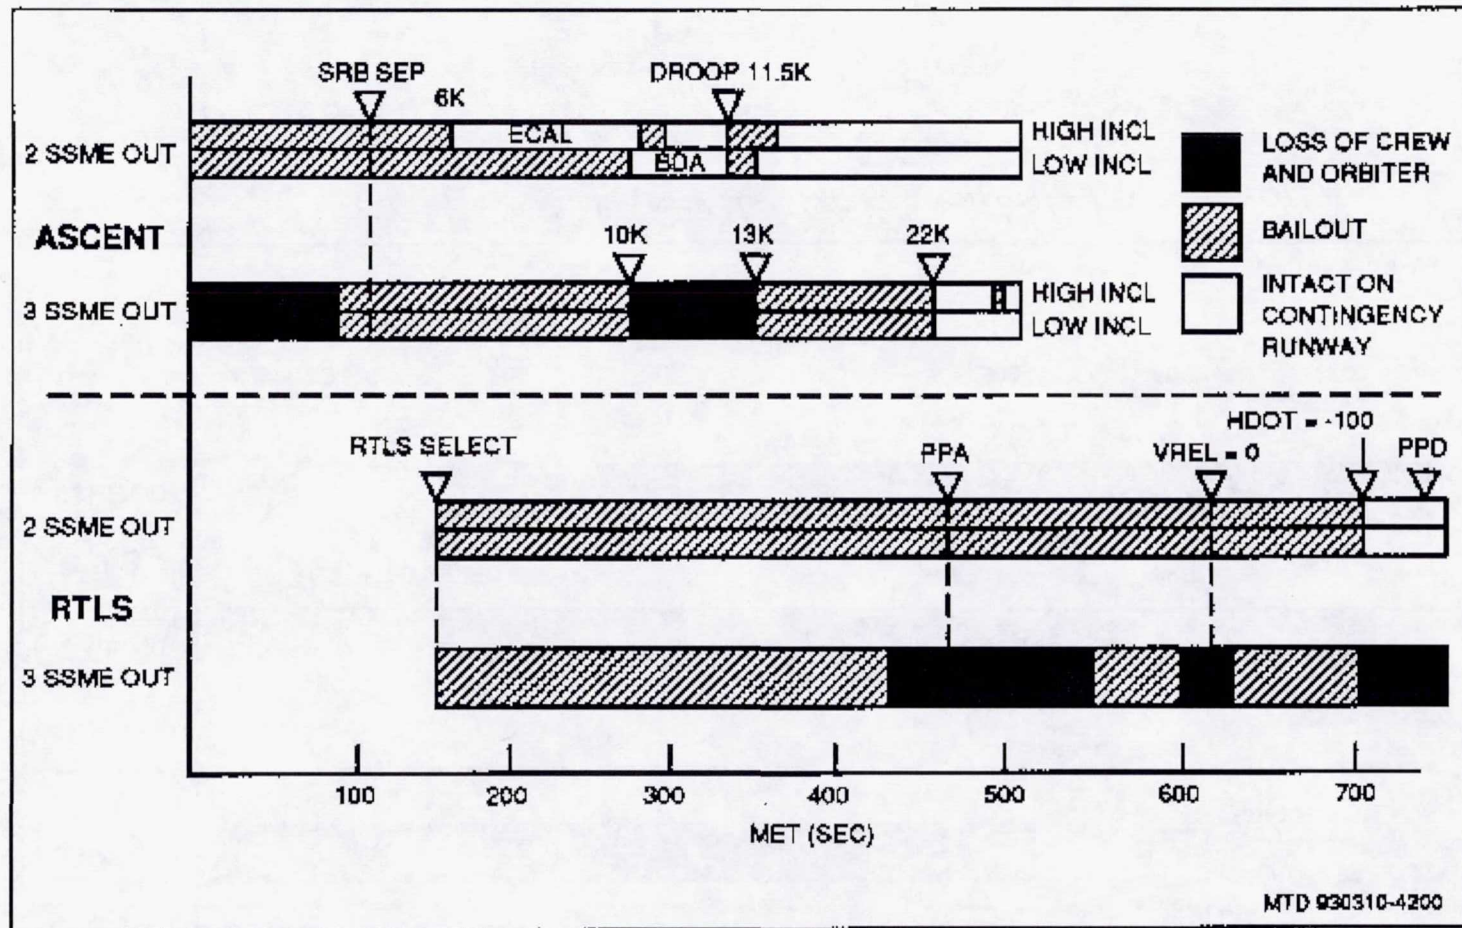 SRB SEP
6K
DROOP 11.5K
2 SSME OUT
ECAL
BDA
HIGH INCL
LOW INCL
LOSS OF CREW
AND ORBITER
BAILOUT
INTACT ON
CONTINGENCY
RUNWAY
ASCENT
10K
13K
22K
3 SSME OUT
HIGH INCL
LOW INCL
RTLS SELECT
PPA
VREL = 0
HDOT = -100
PPD
2 SSME OUT
RTLS
3 SSME OUT
100 200 300 400 500 600 700
MET (SEC)
MTD 930310-4200